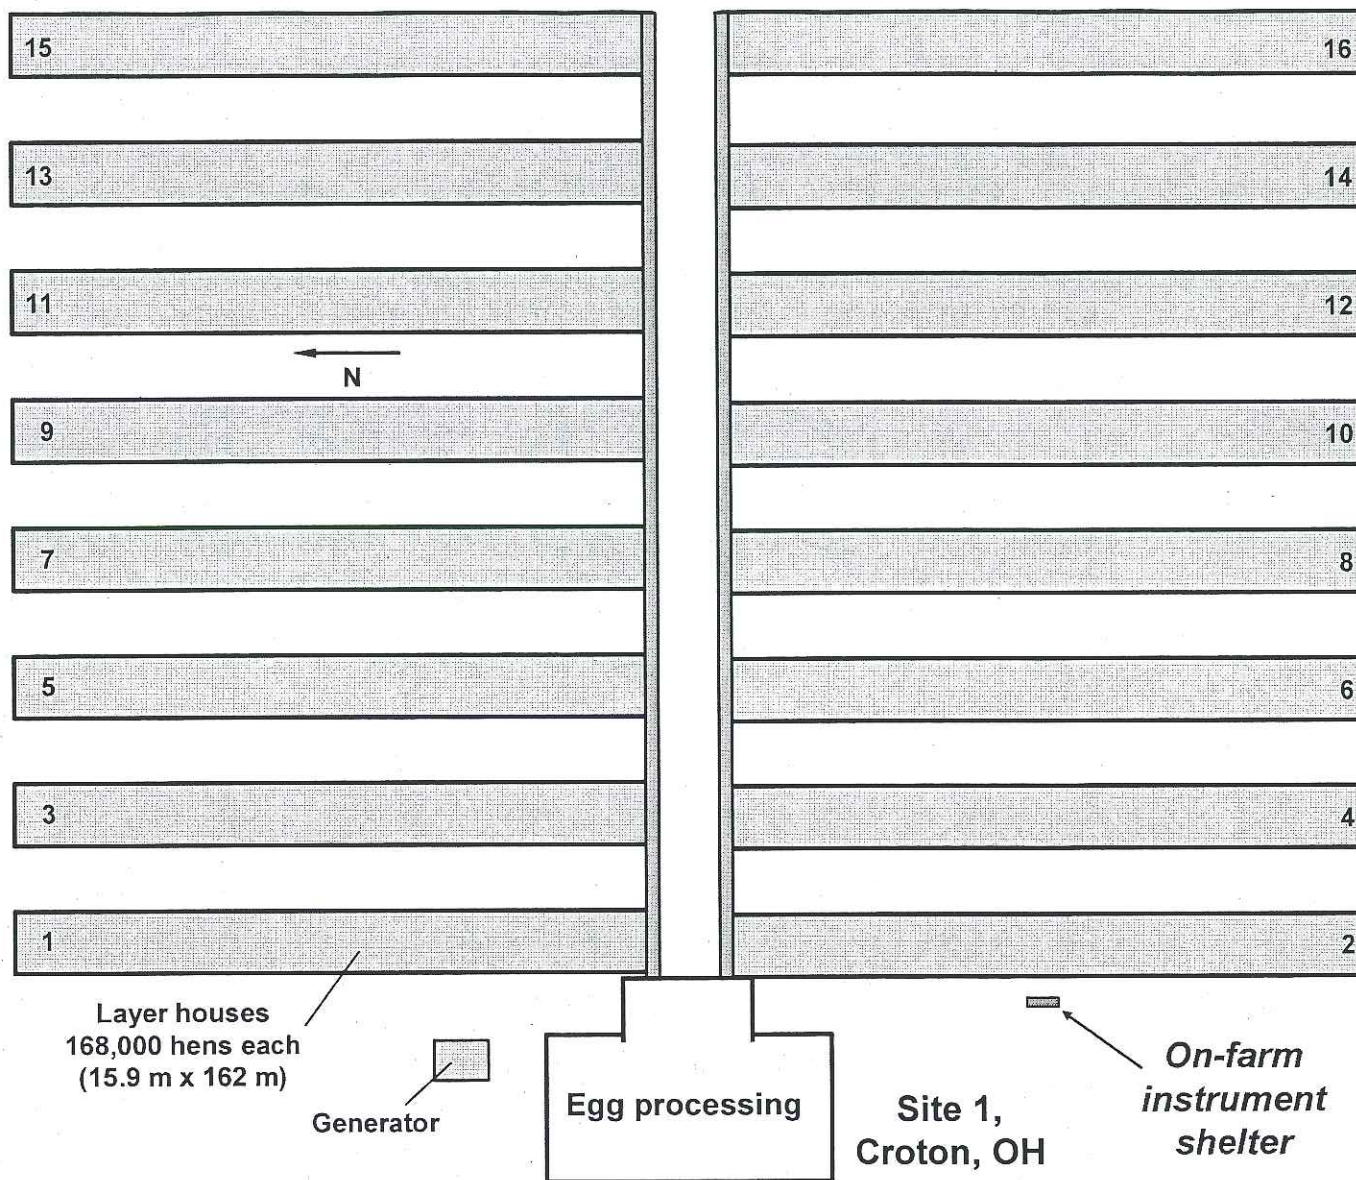 15
16
13
14
11
12
N
9
10
7
8
5
6
3
4
1
2
Layer houses
168,000 hens each
(15.9 m x 162 m)
Generator
Egg processing
Site 1,
Croton, OH
On-farm
instrument
shelter